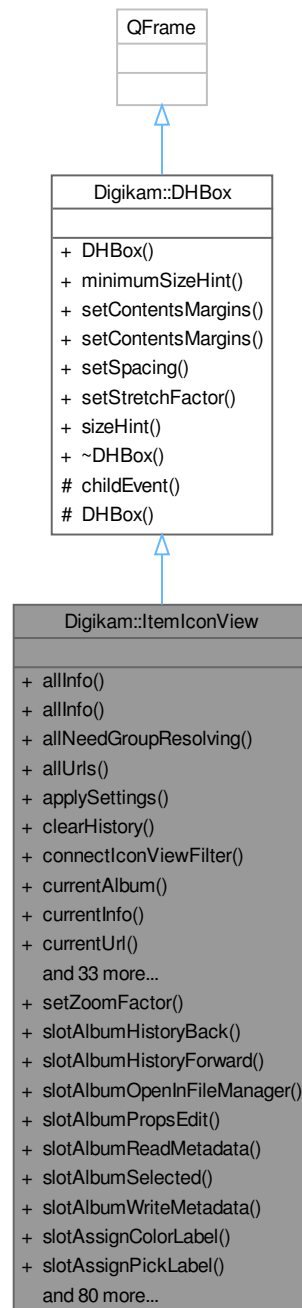 QFrame
Digikam::DHBox
+ DHBox()
+ minimumSizeHint()
+ setContentsMargins()
+ setContentsMargins()
+ setSpacing()
+ setStretchFactor()
+ sizeHint()
+ ~DHBox()
# childEvent()
# DHBox()
Digikam::ItemIconView
+ allInfo()
+ allInfo()
+ allNeedGroupResolving()
+ allUrls()
+ applySettings()
+ clearHistory()
+ connectIconViewFilter()
+ currentAlbum()
+ currentInfo()
+ currentUrl()
and 33 more...
+ setZoomFactor()
+ slotAlbumHistoryBack()
+ slotAlbumHistoryForward()
+ slotAlbumOpenInFileManager()
+ slotAlbumPropsEdit()
+ slotAlbumReadMetadata()
+ slotAlbumSelected()
+ slotAlbumWriteMetadata()
+ slotAssignColorLabel()
+ slotAssignPickLabel()
and 80 more...